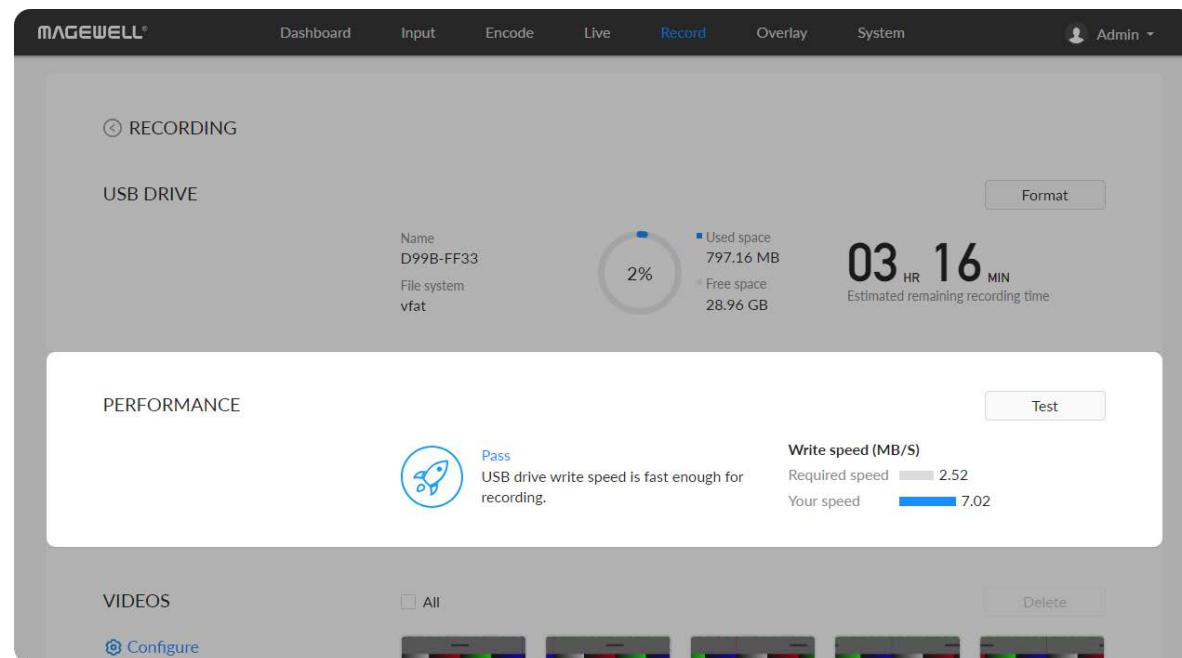 MAGEWELL®
Dashboard Input Encode Live Record Overlay System Admin
RECORDING
USB DRIVE
Format
Name
D99B-FF33
File system
vfat
2%
Used space
797.16 MB
Free space
28.96 GB
03 HR 16 MIN
Estimated remaining recording time
PERFORMANCE
Test
Pass
USB drive write speed is fast enough for
recording.
Write speed (MB/S)
Required speed 2.52
Your speed 7.02
VIDEOS
All
Delete
Configure